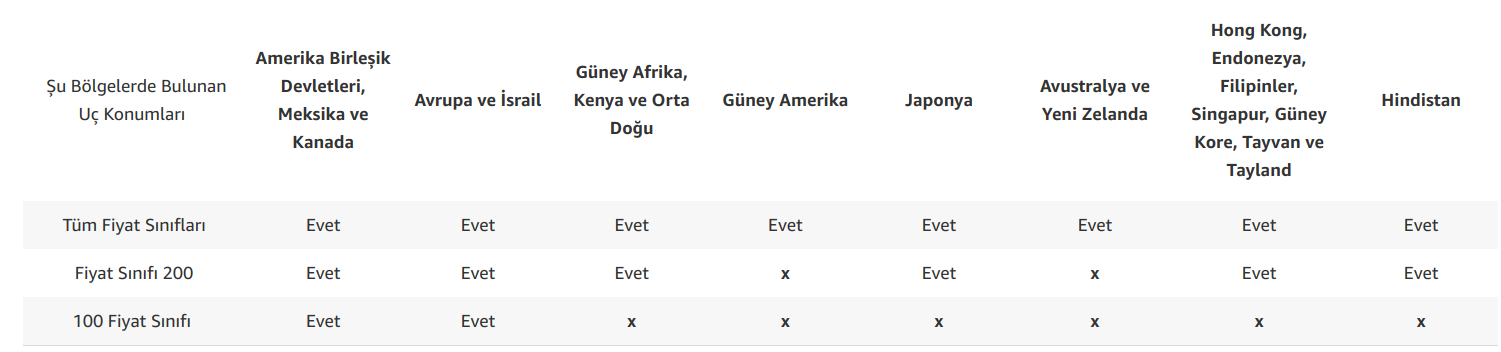 Şu Bölgelerde Bulunan
Uç Konumları
Amerika Birleşik
Devletleri,
Meksika ve
Kanada
Avrupa ve İsrail
Güney Afrika,
Kenya ve Orta
Doğu
Güney Amerika
Japonya
Avustralya ve
Yeni Zelanda
Hong Kong,
Endonezya,
Filipinler,
Singapur, Güney
Kore, Tayvan ve
Tayland
Hindistan
Tüm Fiyat Sınıfları Evet Evet Evet Evet Evet Evet Evet Evet
Fiyat Sınıfı 200 Evet Evet Evet x Evet x Evet Evet
100 Fiyat Sınıfı Evet Evet x x x x x x